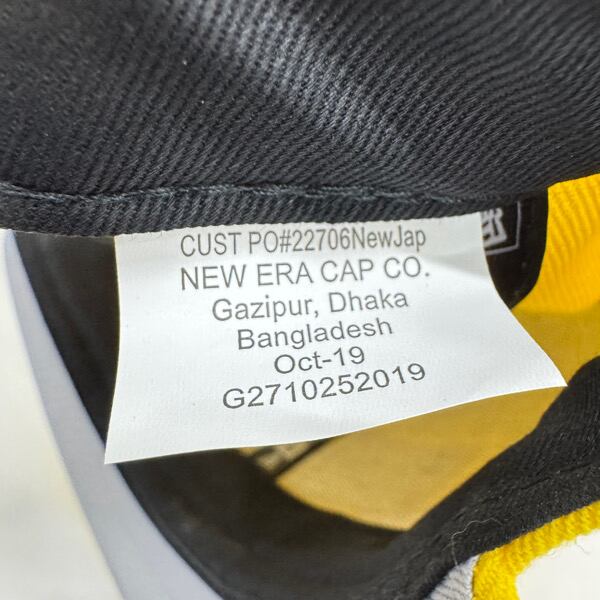 CUST PO#22706NewJap
NEW ERA CAP CO.
Gazipur, Dhaka
Bangladesh
Oct-19
G2710252019